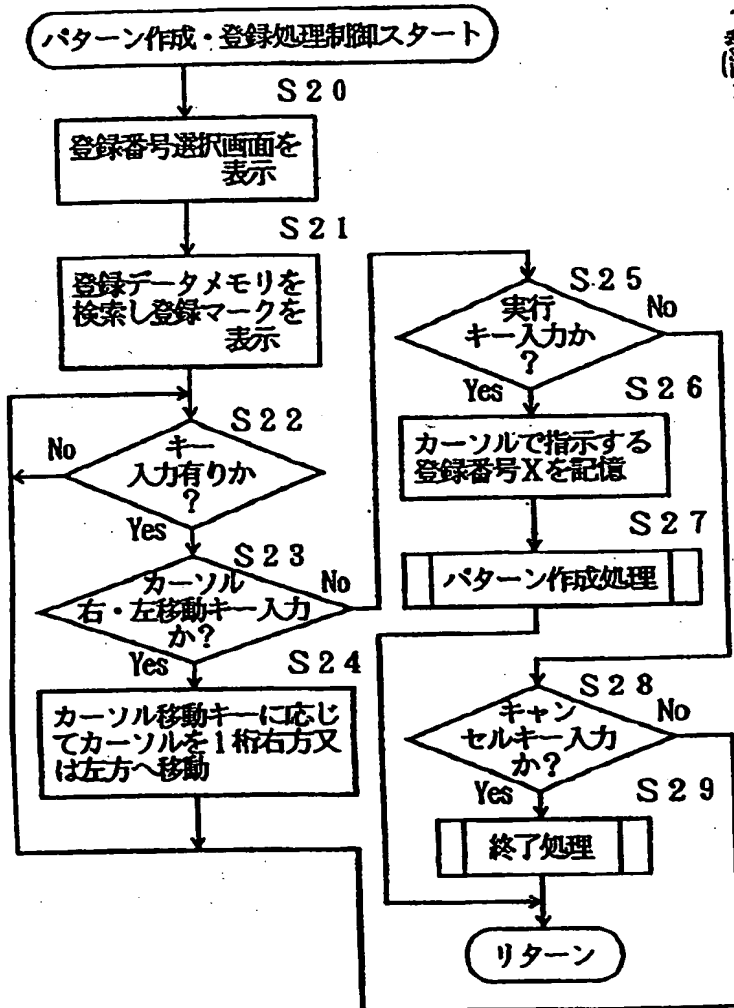 パターン作成・登録処理制御スタート
S20
登録番号選択画面を
表示
S21
登録データメモリを
検索し登録マークを
表示
S22
No
キー
入力有りか
?
Yes
S23
カーソル
No
右・左移動キー入力
か?
Yes
S24
カーソル移動キーに応じ
てカーソルを1桁右方又
は左方へ移動
S25
実行
No
キー入力か
?
Yes
S26
カーソルで指示する
登録番号Xを記憶
S27
パターン作成処理
S28
キャン
No
セルキー入力
か?
Yes
S29
終了処理
リターン